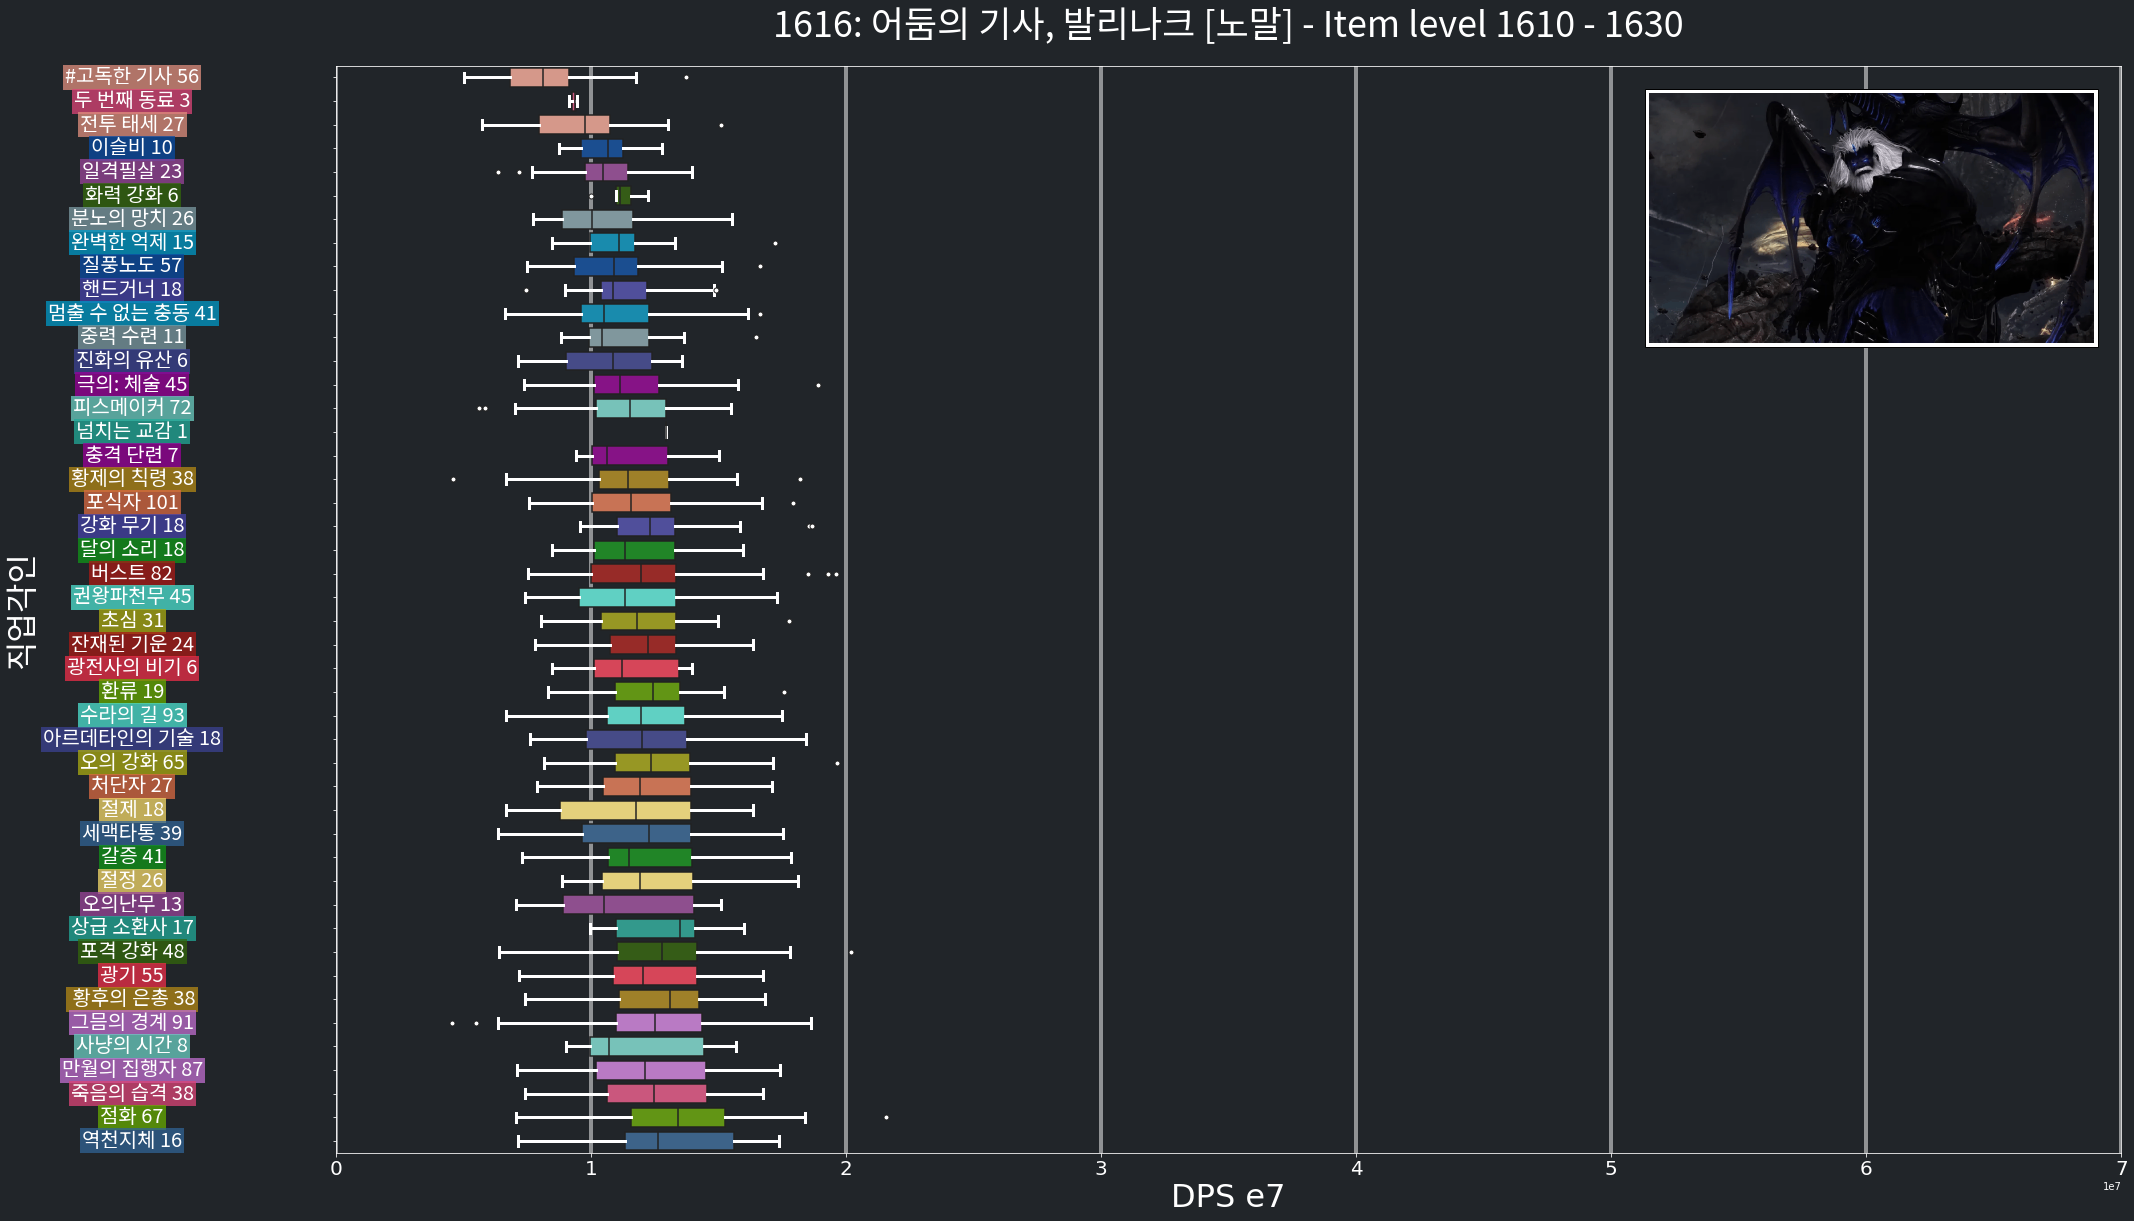 1616: 어둠의 기사, 발리나크 [노말] - Item level 1610 - 1630
#고독한 기사 56
두 번째 동료 3
전투 태세 27
이슬비 10
일격필살 23
화력 강화 6
분노의 망치 26
완벽한 억제 15
질풍노도 57
핸드거너 18
멈출 수 없는 충동 41
중력 수련 11
진화의 유산 6
극의: 체술 45
피스메이커 72
넘치는 교감 1
충격 단련 7
황제의 칙령 38
포식자 101
강화 무기 18
달의 소리 18
버스트 82
권왕파천무 45
초심 31
잔재된 기운 24
광전사의 비기 6
환류 19
수라의 길 93
아르데타인의 기술 18
오의 강화 65
처단자 27
절제 18
세맥타통 39
갈증 41
절정 26
오의난무 13
상급 소환사 17
포격 강화 48
광기 55
황후의 은총 38
그믐의 경계 91
사냥의 시간 8
만월의 집행자 87
죽음의 습격 38
점화 67
역천지체 16
직업각인
0 1 2 3 4 5 6 7
1e7
DPS e7